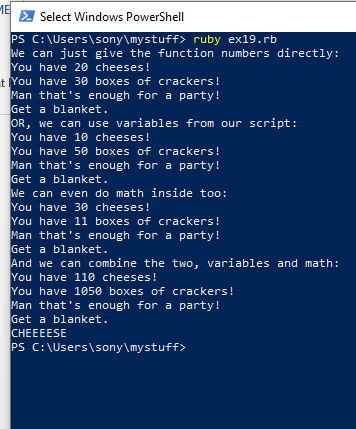 Select Windows PowerShell
PS C:\Users\sony\mystuff> ruby ex19.rb
We can just give the function numbers directly:
You have 20 cheeses!
You have 30 boxes of crackers!
Man that's enough for a party!
Get a blanket.
OR, we can use variables from our script:
You have 10 cheeses!
You have 50 boxes of crackers!
Man that's enough for a party!
Get a blanket.
We can even do math inside too:
You have 30 cheeses!
You have 11 boxes of crackers!
Man that's enough for a party!
Get a blanket.
And we can combine the two, variables and math:
You have 110 cheeses!
You have 1050 boxes of crackers!
Man that's enough for a party!
Get a blanket.
CHEEEESE
PS C:\Users\sony\mystuff>